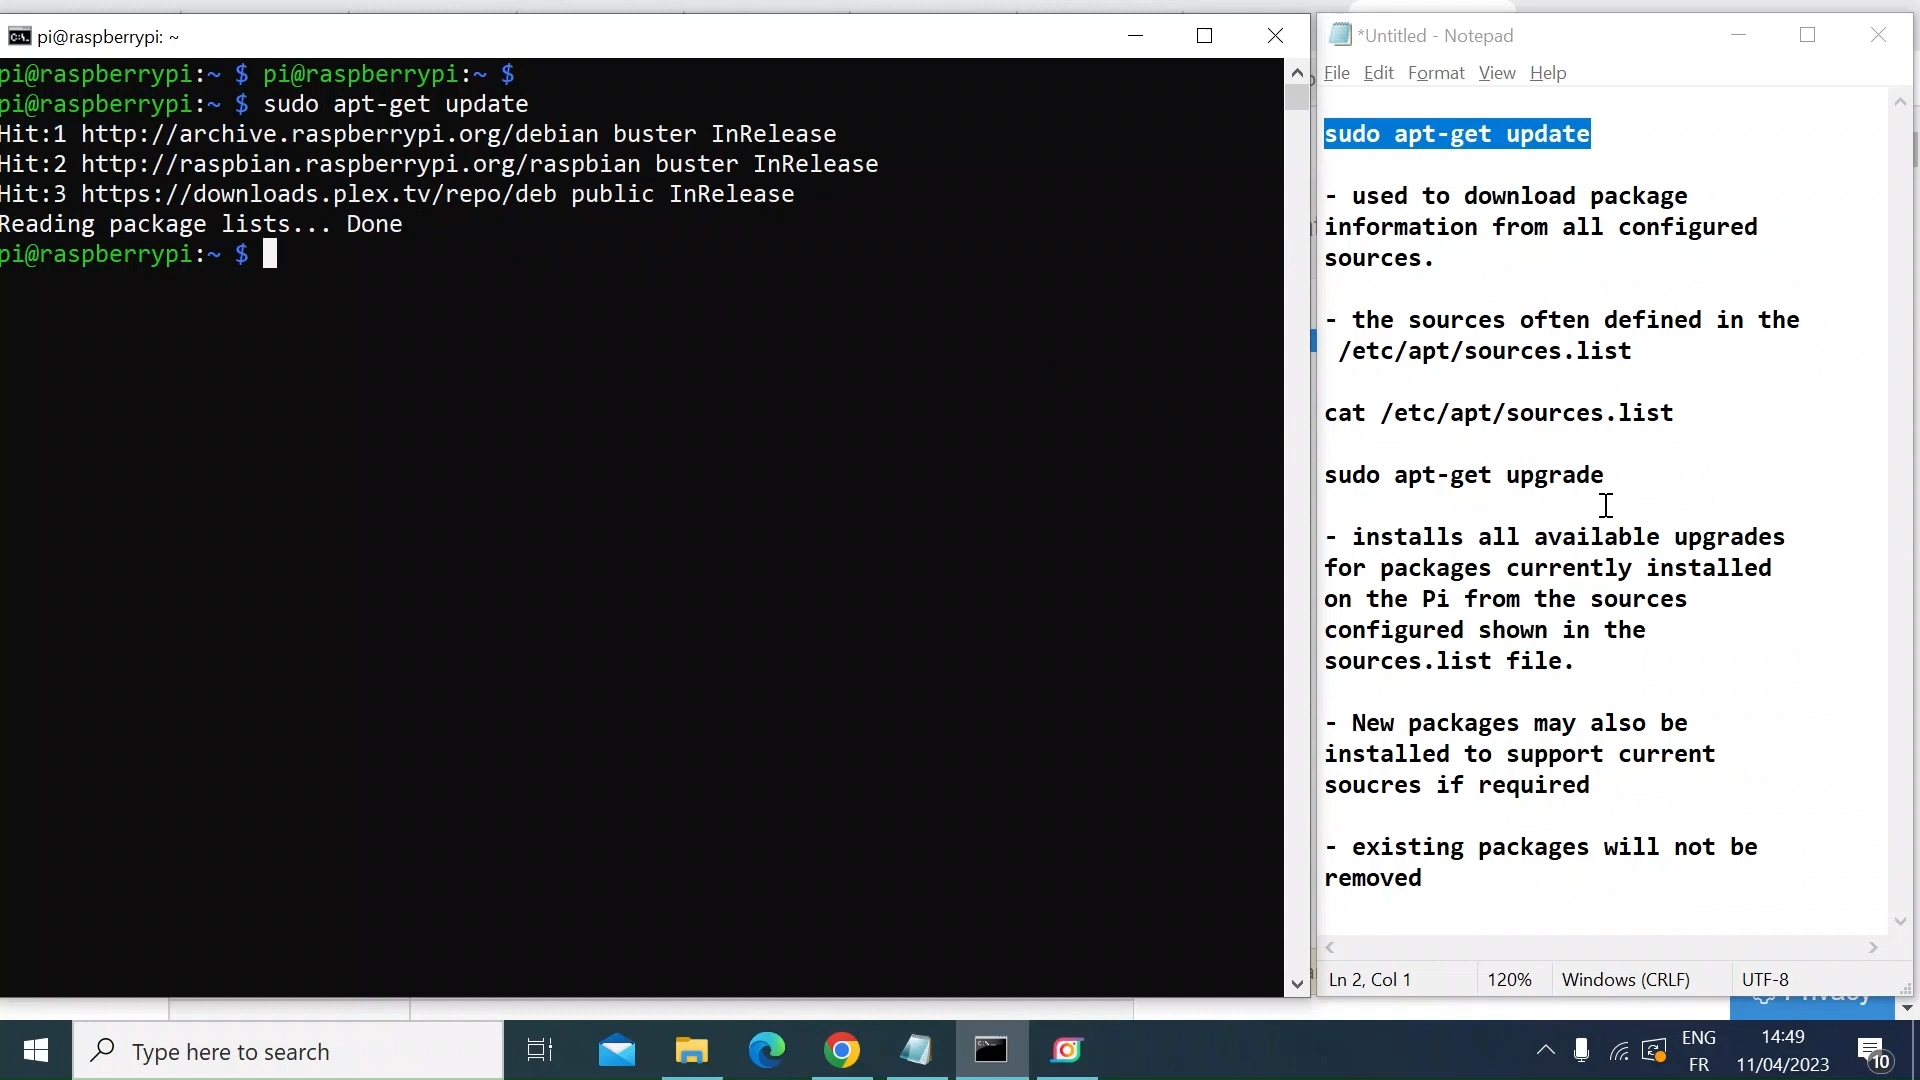 pi@raspberrypi: ~
pi@raspberrypi:~ $ pi@raspberrypi:~ $
pi@raspberrypi:~ $ sudo apt-get update
Hit:1 http://archive.raspberrypi.org/debian buster InRelease
Hit:2 http://raspbian.raspberrypi.org/raspbian buster InRelease
Hit:3 https://downloads.plex.tv/repo/deb public InRelease
Reading package lists... Done
pi@raspberrypi:~ $
*Untitled - Notepad
File Edit Format View Help
sudo apt-get update
- used to download package
information from all configured
sources.
- the sources often defined in the
/etc/apt/sources.list
cat /etc/apt/sources.list
sudo apt-get upgrade
- installs all available upgrades
for packages currently installed
on the Pi from the sources
configured shown in the
sources.list file.
- New packages may also be
installed to support current
soucres if required
- existing packages will not be
removed
Ln 2, Col 1 120% Windows (CRLF) UTF-8
Privacy
Type here to search
ENG
FR
14:49
11/04/2023
10